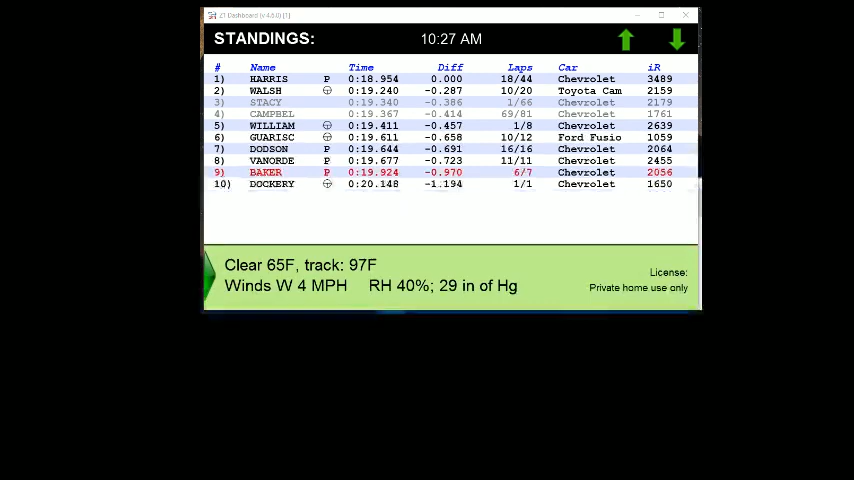 Z1 Dashboard (v 4.6.0) [1]
STANDINGS: 10:27 AM
# Name Time Diff Laps Car iR
1) HARRIS P 0:18.954 0.000 18/44 Chevrolet 3489
2) WALSH 0:19.240 -0.287 10/20 Toyota Cam 2159
3) STACY 0:19.340 -0.386 1/66 Chevrolet 2179
4) CAMPBEL 0:19.367 -0.414 69/81 Chevrolet 1761
5) WILLIAM 0:19.411 -0.457 1/8 Chevrolet 2639
6) GUARISC 0:19.611 -0.658 10/12 Ford Fusio 1059
7) DODSON P 0:19.644 -0.691 16/16 Chevrolet 2064
8) VANORDE P 0:19.677 -0.723 11/11 Chevrolet 2455
9) BAKER P 0:19.924 -0.970 6/7 Chevrolet 2056
10) DOCKERY 0:20.148 -1.194 1/1 Chevrolet 1650
Clear 65F, track: 97F
Winds W 4 MPH RH 40%; 29 in of Hg
License:
Private home use only